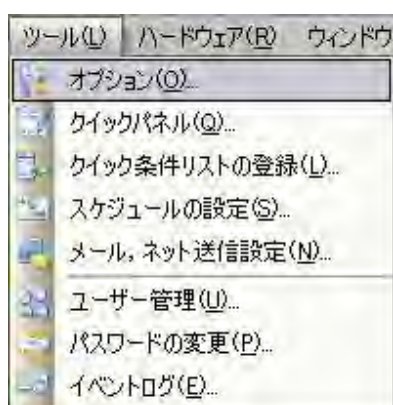 ツール(L) ハードウェア(R) ウィンドウ
オプション(O)...
クイックパネル(Q)...
クイック条件リストの登録(L)...
スケジュールの設定(S)...
メール，ネット送信設定(N)...
ユーザー管理(U)...
パスワードの変更(P)...
イベントログ(E)...